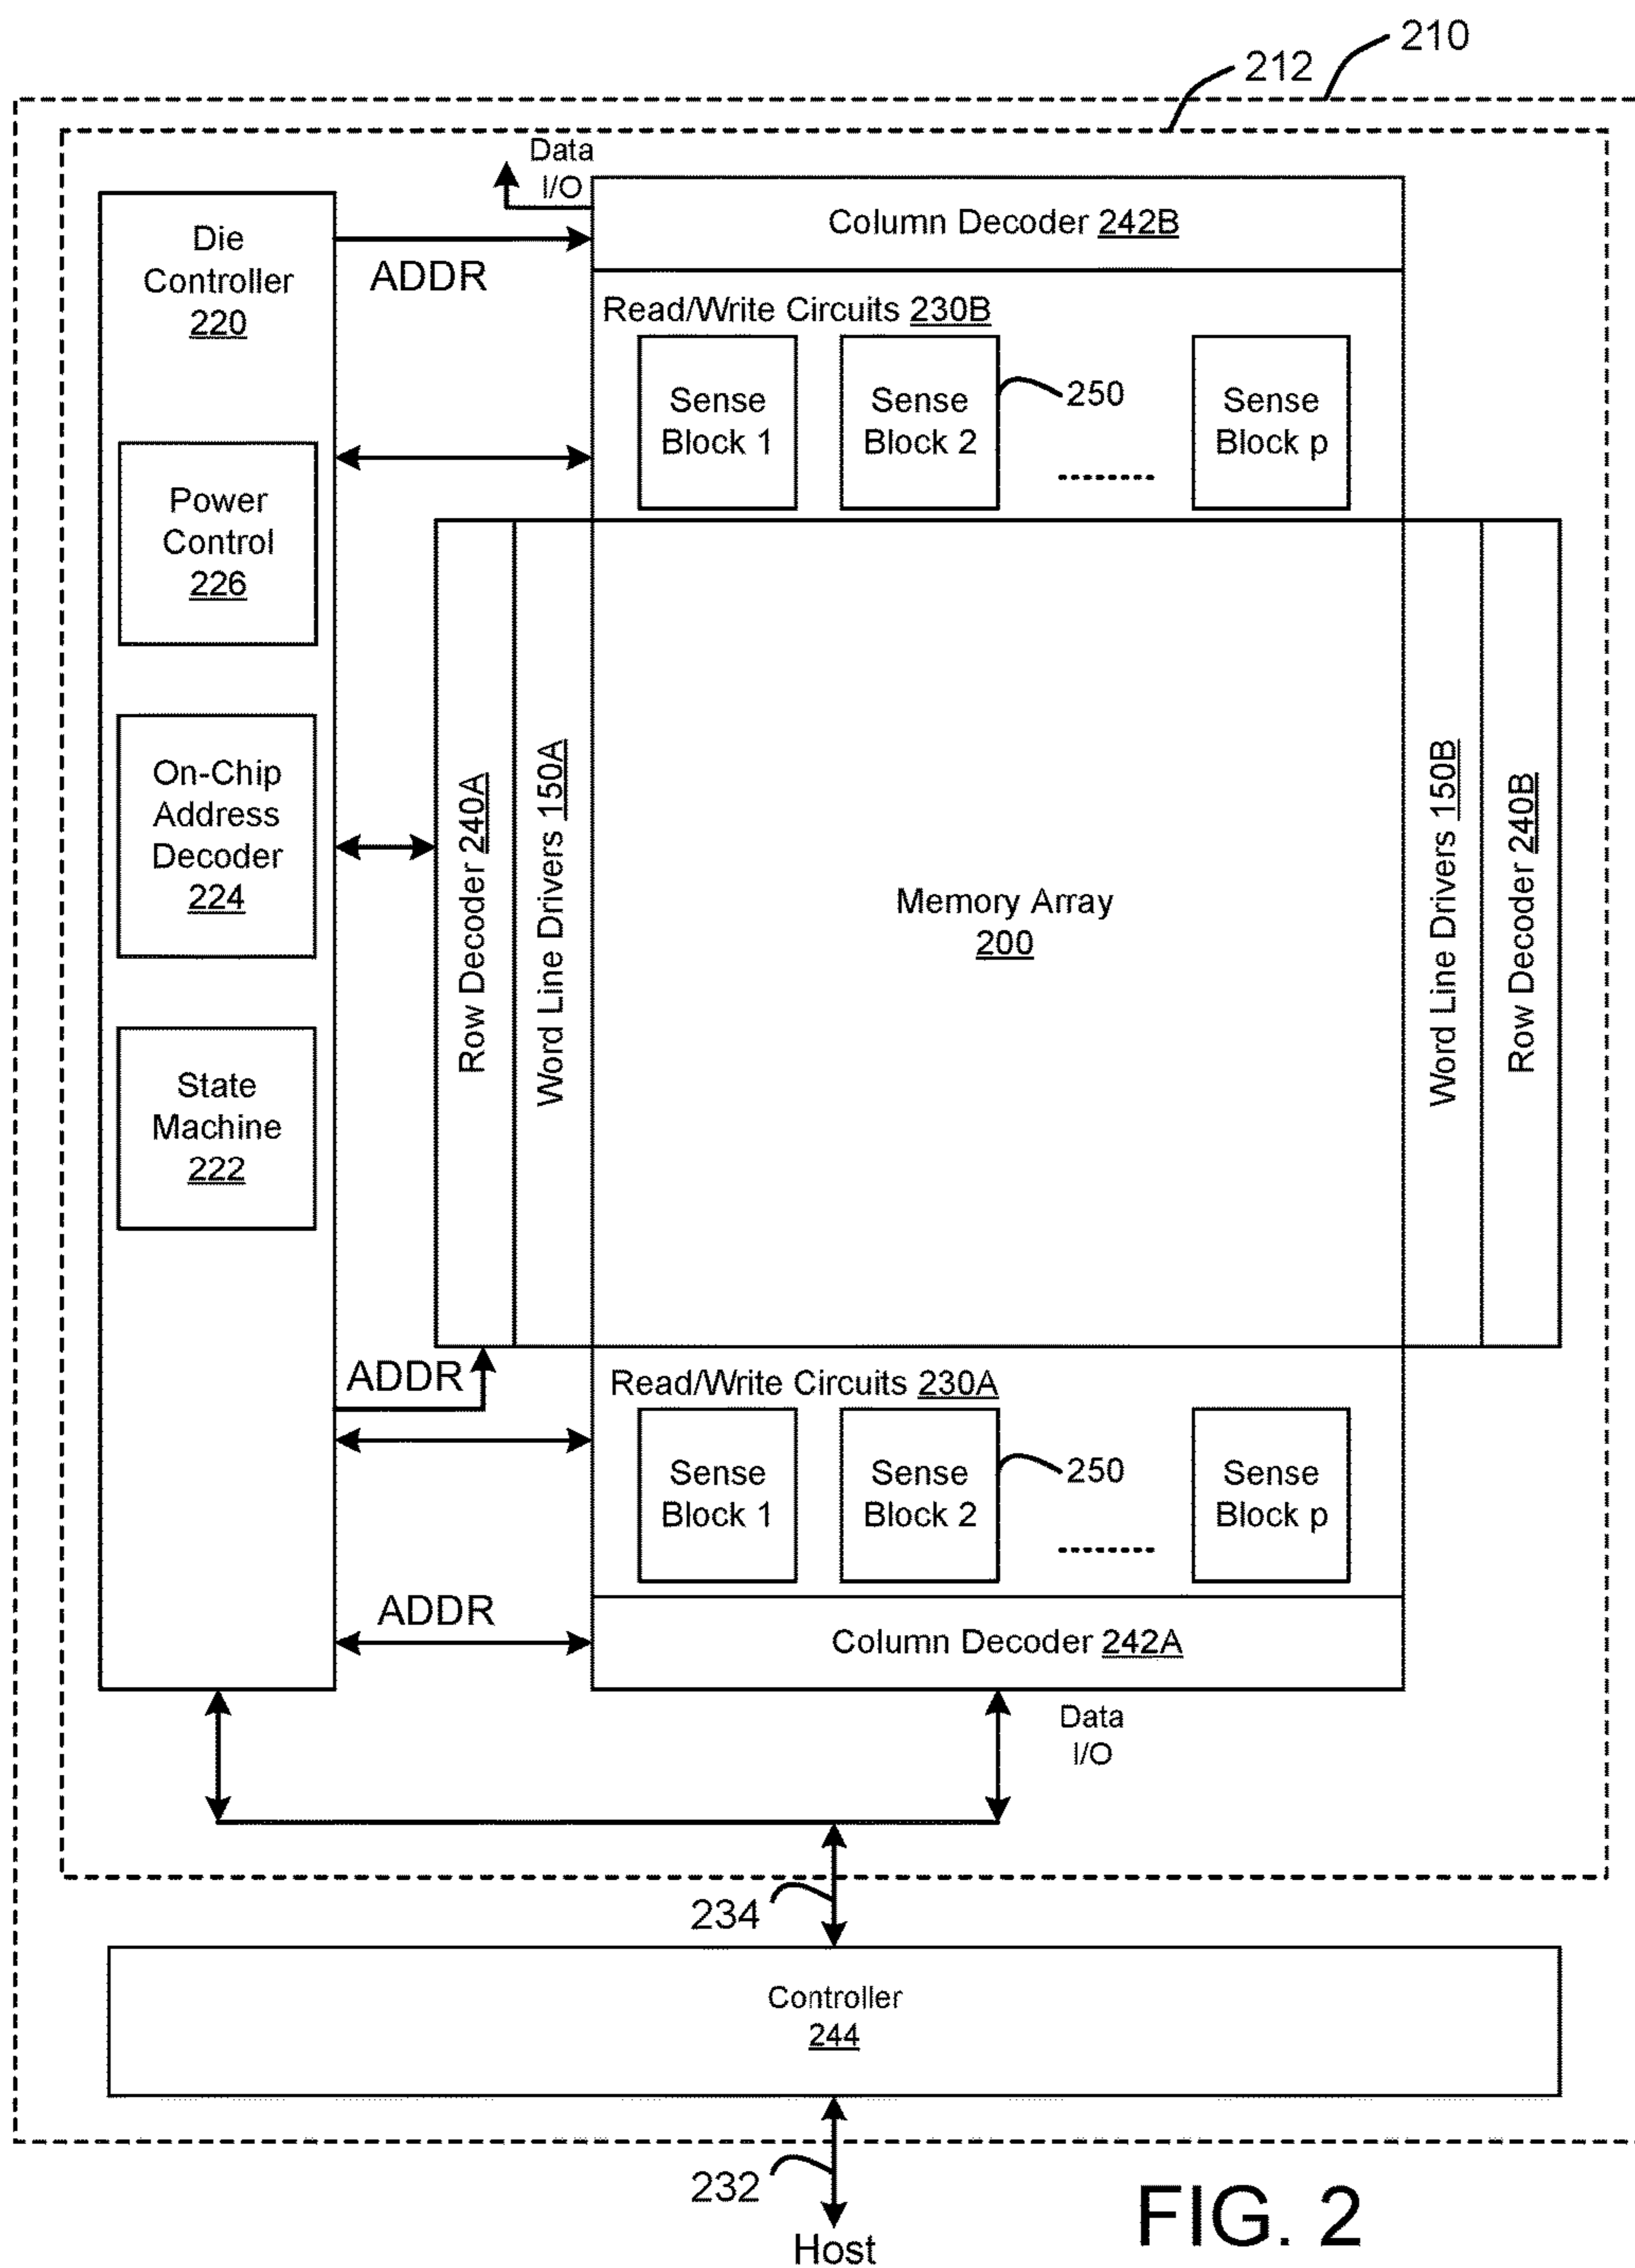 210
212
Data
I/O
Die
Controller
220
ADDR
Column Decoder 242B
Read/Write Circuits 230B
Sense
Block 1
Sense
Block 2
250
Sense
Block p
Power
Control
226
On-Chip
Address
Decoder
224
State
Machine
222
Row Decoder 240A
Word Line Drivers 150A
Memory Array
200
Word Line Drivers 150B
Row Decoder 240B
ADDR
Read/Write Circuits 230A
Sense
Block 1
Sense
Block 2
250
Sense
Block p
ADDR
Column Decoder 242A
Data
I/O
234
Controller
244
232
Host
FIG. 2